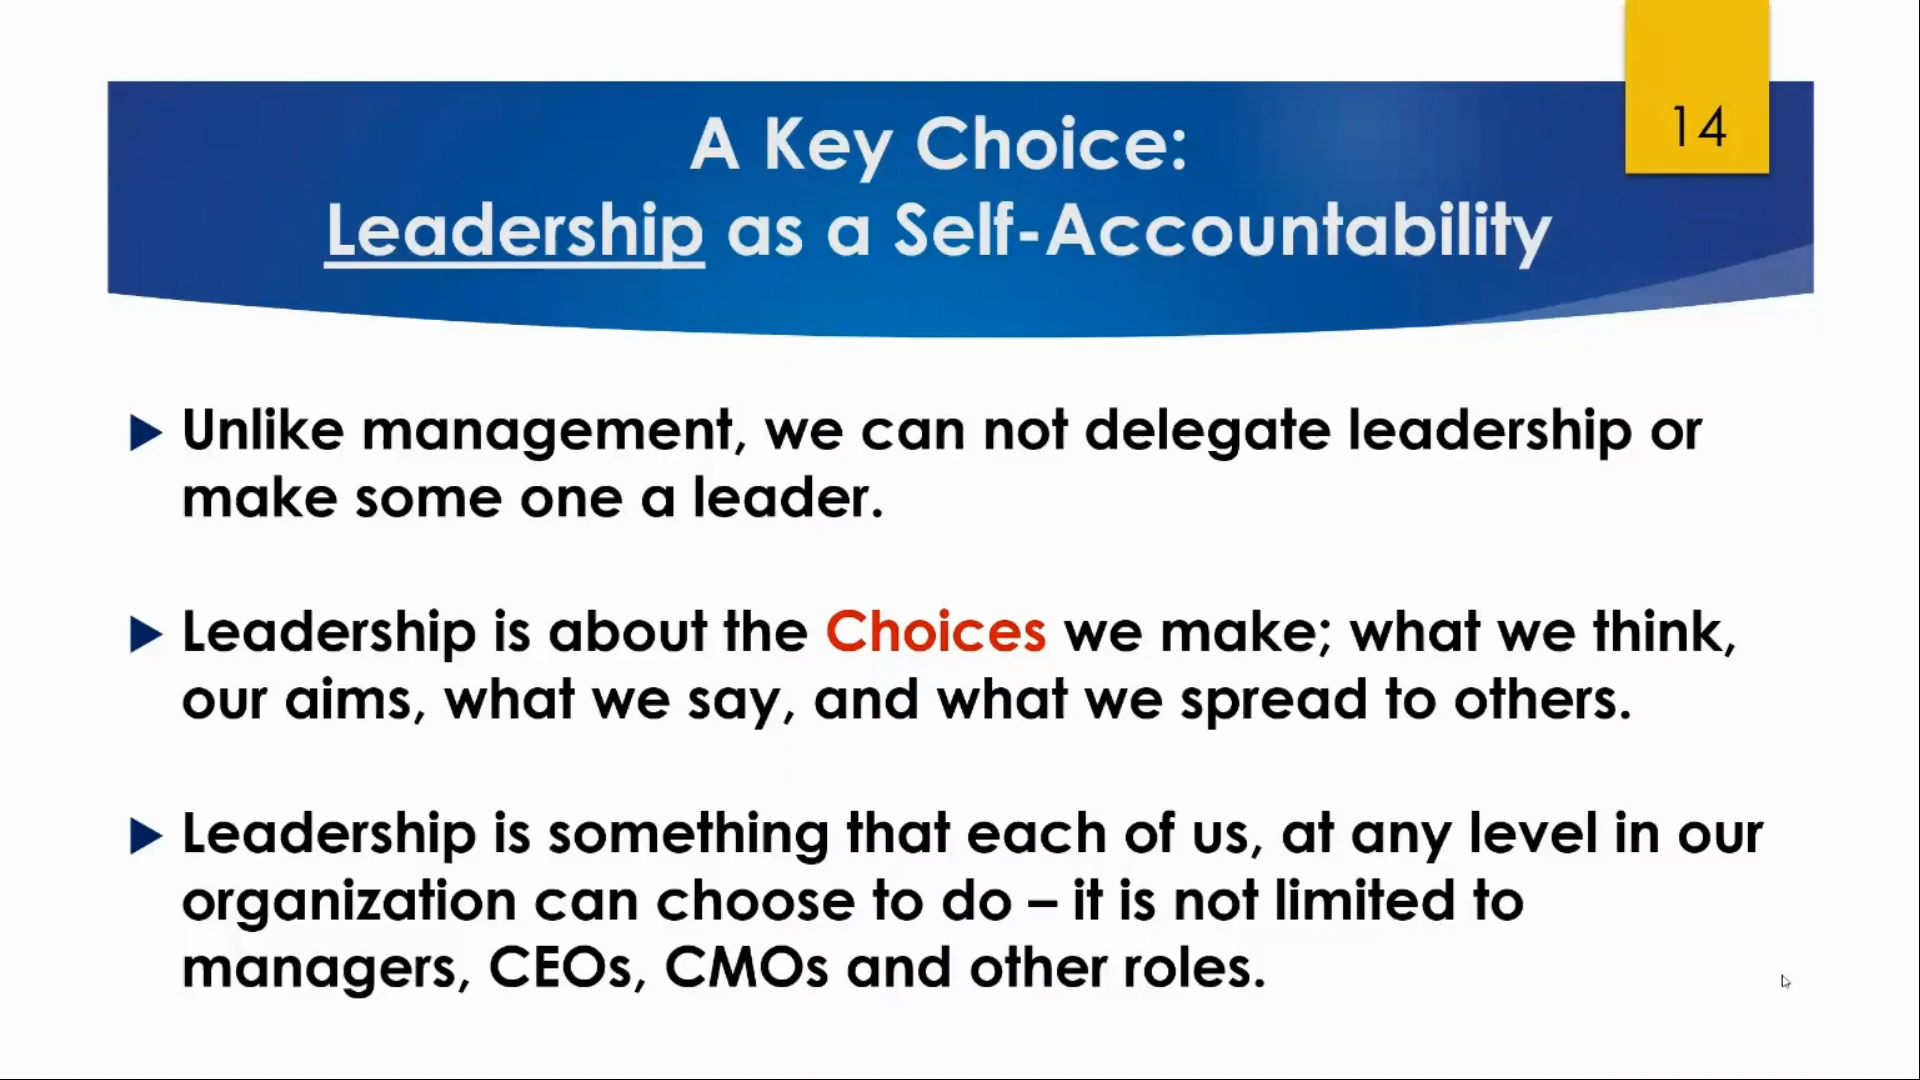 14
A Key Choice:
Leadership as a Self-Accountability
Unlike management, we can not delegate leadership or
make some one a leader.
Leadership is about the Choices we make; what we think,
our aims, what we say, and what we spread to others.
Leadership is something that each of us, at any level in our
organization can choose to do – it is not limited to
managers, CEOs, CMOs and other roles.